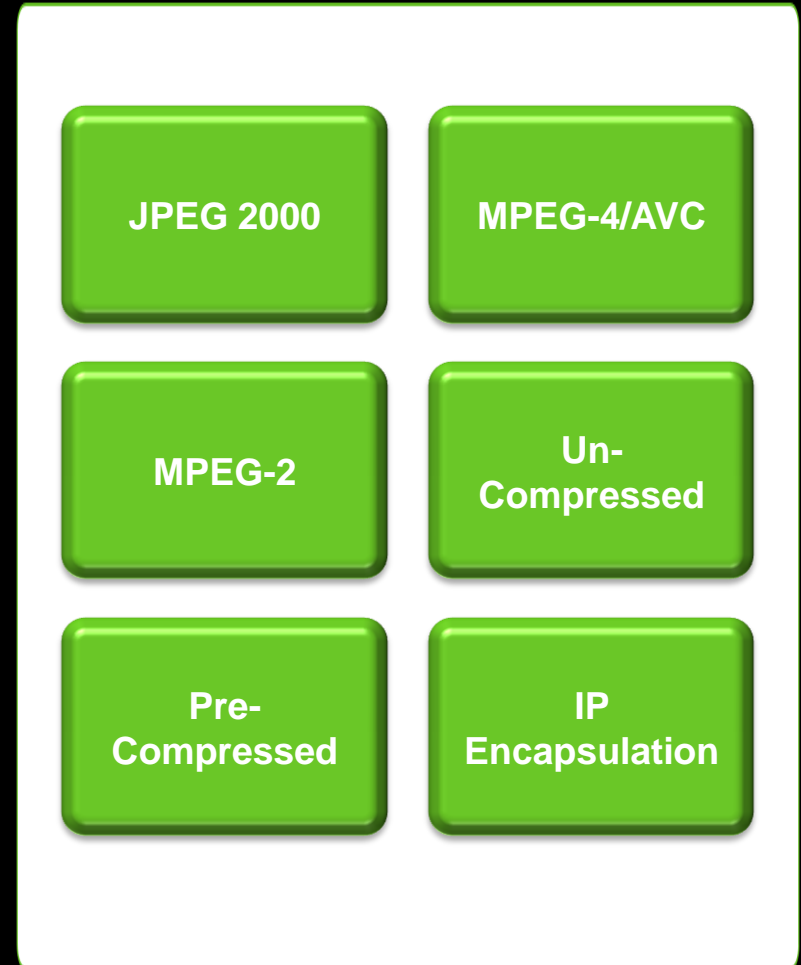 JPEG 2000
MPEG-4/AVC
MPEG-2
Un-
Compressed
Pre-
Compressed
IP
Encapsulation